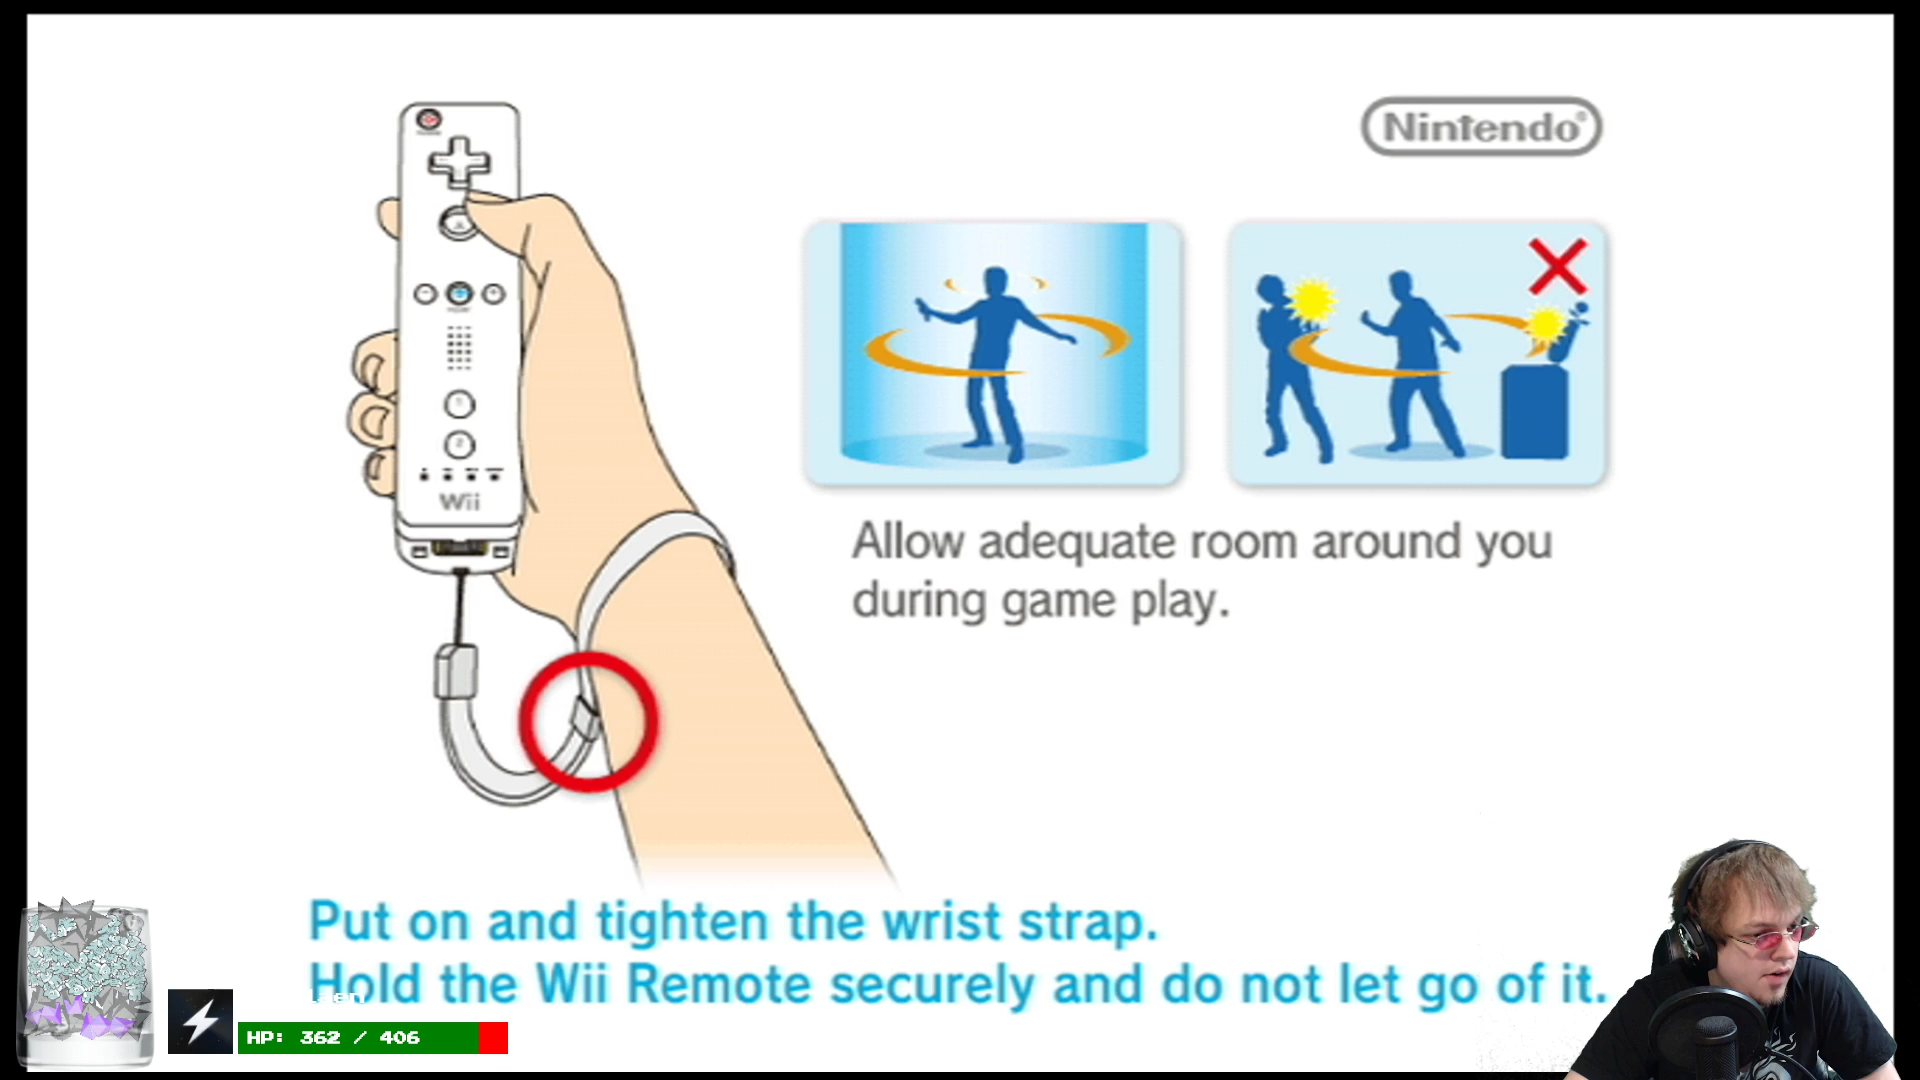 Nintendo®
Wii
Allow adequate room around you
during game play.
Put on and tighten the wrist strap.
Hold the Wii Remote securely and do not let go of it.
HP: 362 / 406